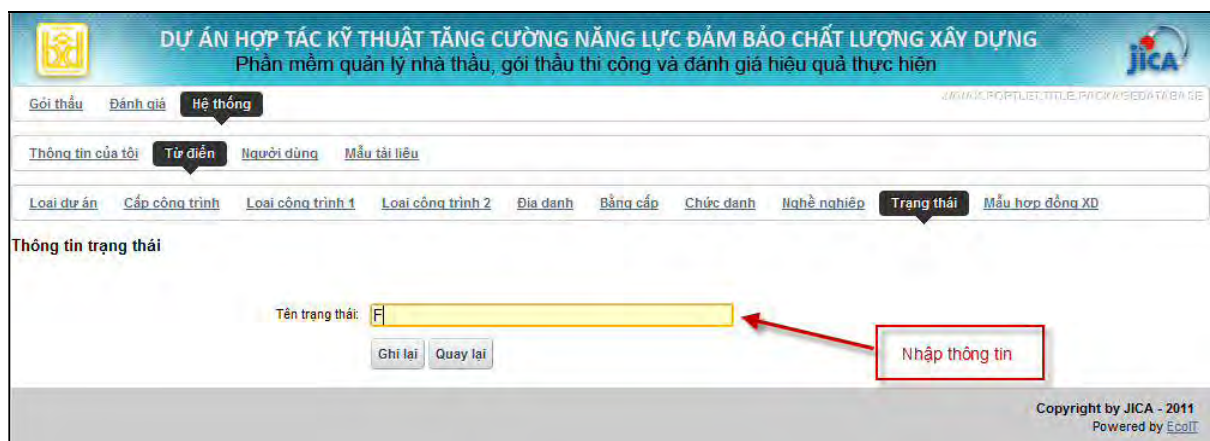 DỰ ÁN HỢP TÁC KỸ THUẬT TĂNG CƯỜNG NĂNG LỰC ĐẢM BẢO CHẤT LƯỢNG XÂY DỰNG
Phần mềm quản lý nhà thầu, gói thầu thi công và đánh giá hiệu quả thực hiện
bxd
jica
Gói thầu Đánh giá Hệ thống
Thông tin của tôi Từ điển Người dùng Mẫu tài liệu
Loại dự án Cấp công trình Loại công trình 1 Loại công trình 2 Địa danh Bằng cấp Chức danh Nghề nghiệp Trạng thái Mẫu hợp đồng XD
Thông tin trạng thái
Tên trạng thái: F
Ghi lại Quay lại
Nhập thông tin
Copyright by JICA - 2011
Powered by EcoIT